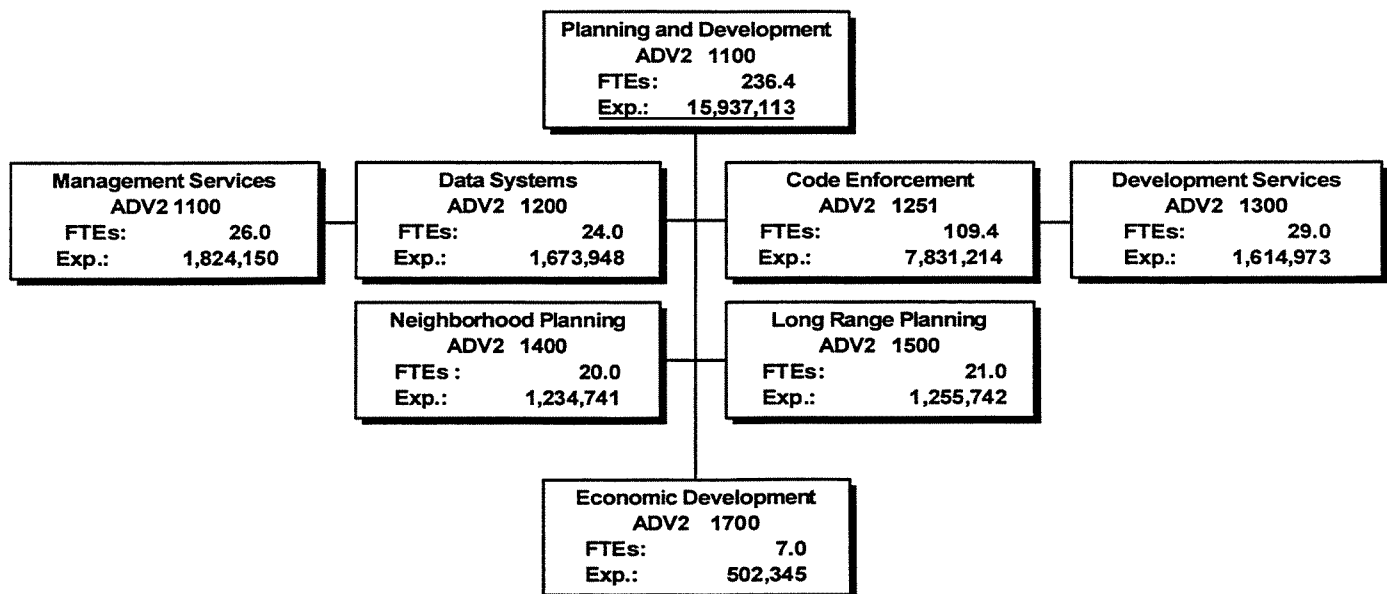 Planning and Development
ADV2 1100
FTEs: 236.4
Exp.: 15,937,113
Management Services
ADV2 1100
FTEs: 26.0
Exp.: 1,824,150
Data Systems
ADV2 1200
FTEs: 24.0
Exp.: 1,673,948
Code Enforcement
ADV2 1251
FTEs: 109.4
Exp.: 7,831,214
Development Services
ADV2 1300
FTEs: 29.0
Exp.: 1,614,973
Neighborhood Planning
ADV2 1400
FTEs : 20.0
Exp.: 1,234,741
Long Range Planning
ADV2 1500
FTEs: 21.0
Exp.: 1,255,742
Economic Development
ADV2 1700
FTEs: 7.0
Exp.: 502,345